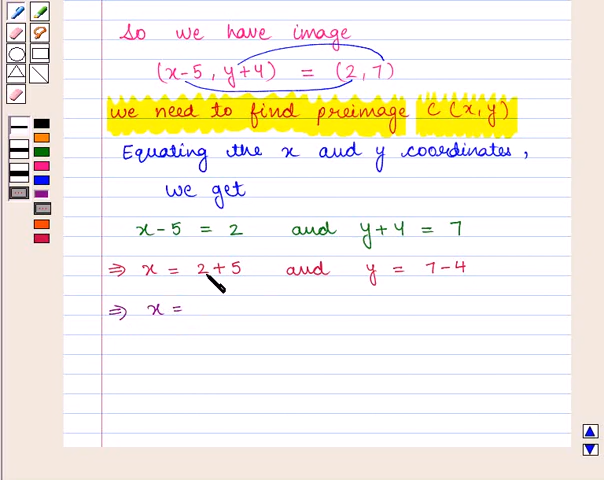 So we have image
(x-5, y+4) = (2, 7)
we need to find preimage C (x, y)
Equating the x and y coordinates,
we get
x - 5 = 2 and y + 4 = 7
⇒ x = 2 + 5 and y = 7 - 4
⇒ x =